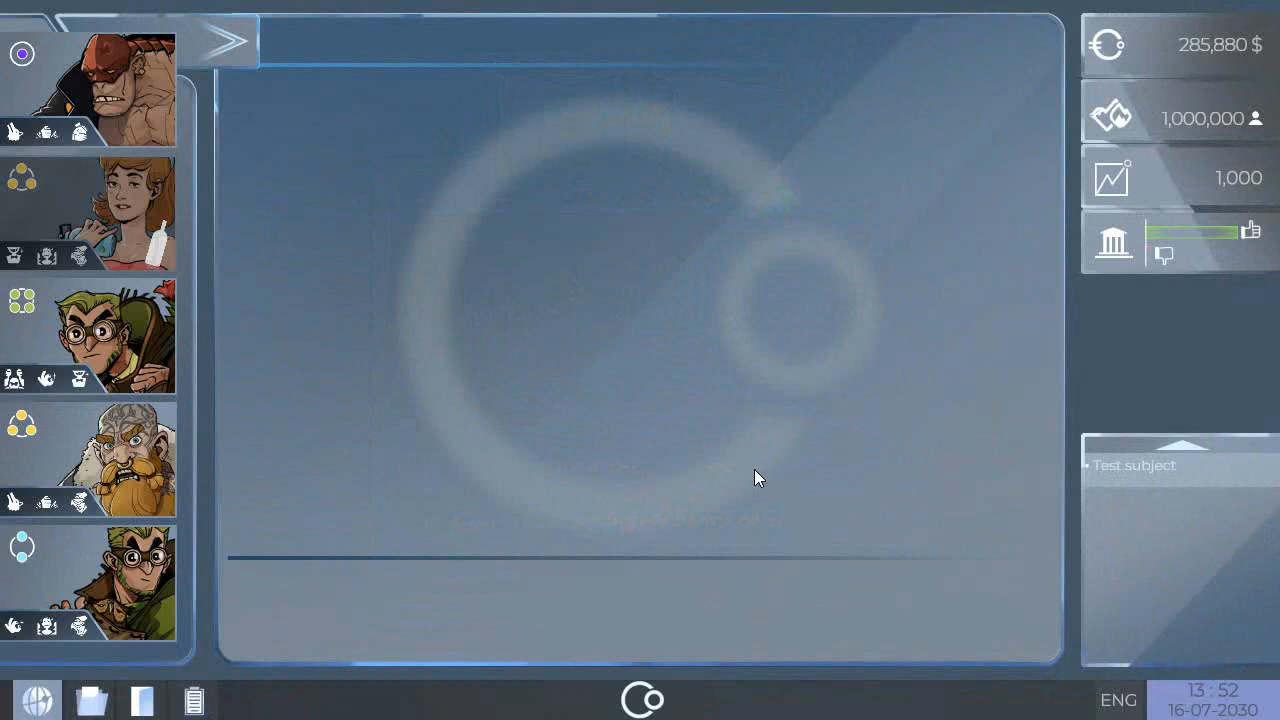 285,880 $
1,000,000
1,000
Test subject
ENG
13 : 52
16-07-2030